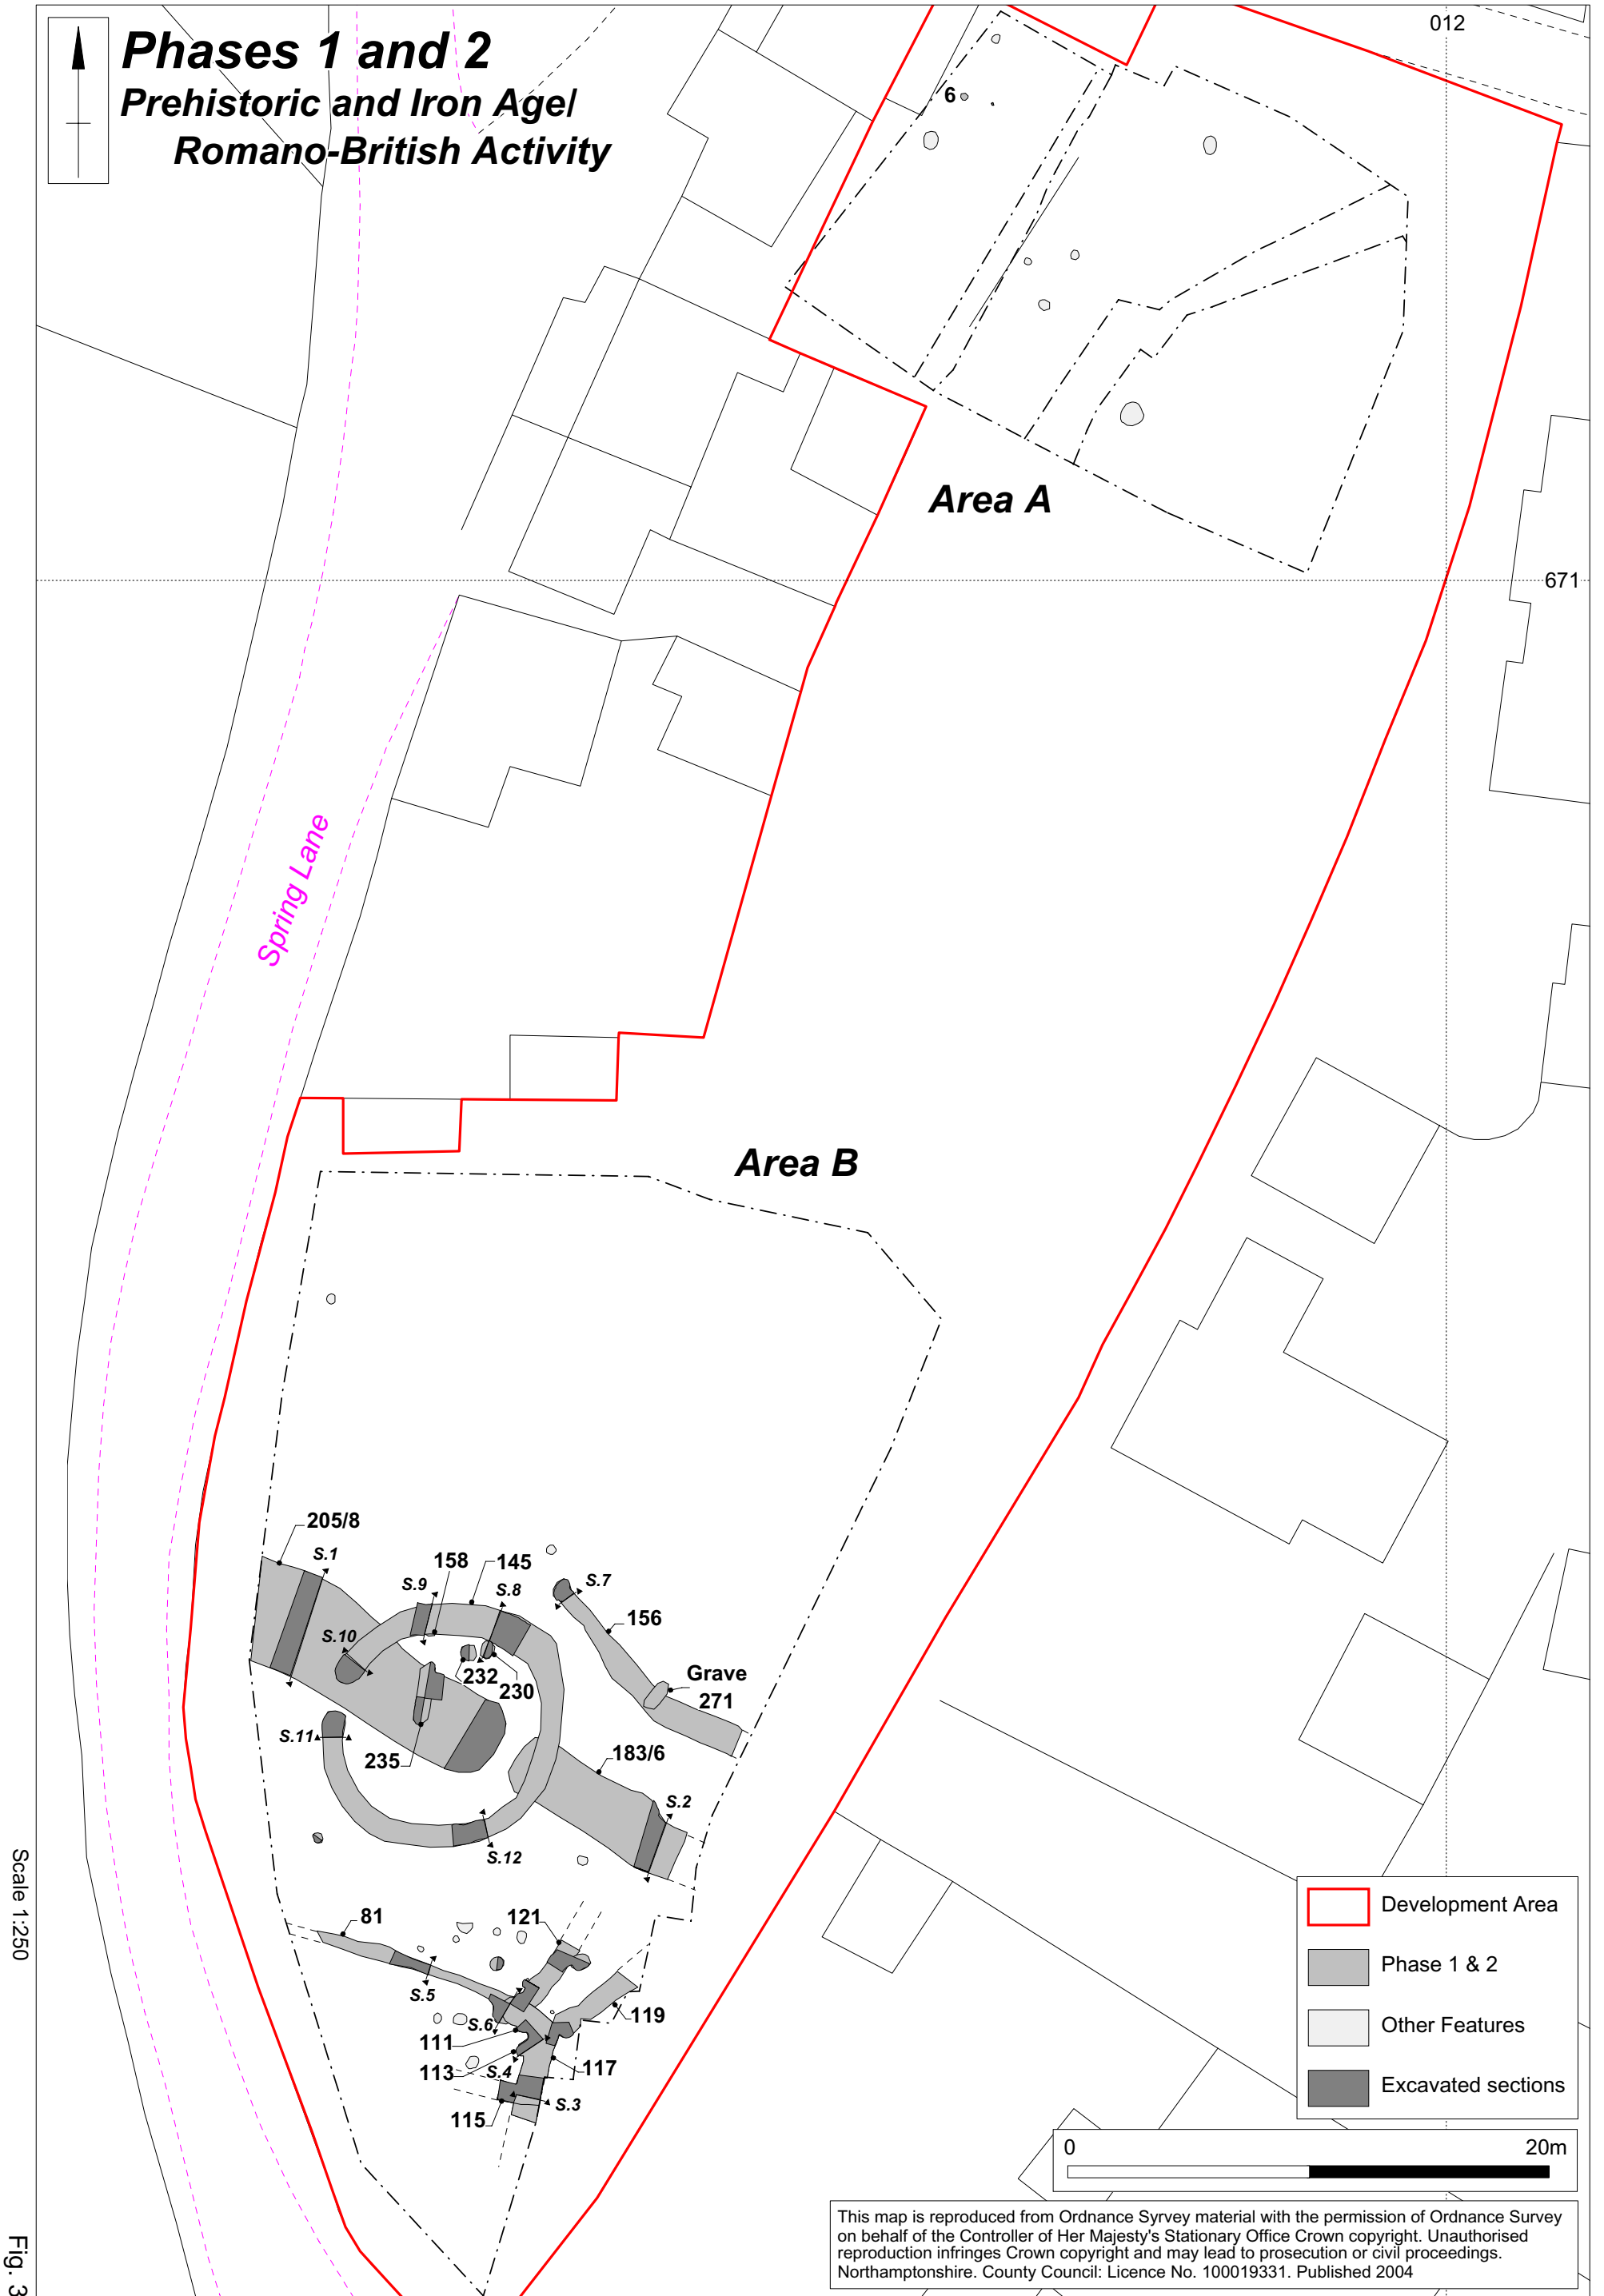 Phases 1 and 2
Prehistoric and Iron Age/
Romano-British Activity
012
6
Area A
671
Spring Lane
Area B
205/8
S.1
158
145
S.9
S.8
S.7
156
S.10
232
230
Grave
271
S.11
235
183/6
S.2
S.12
81
121
S.5
S.6
119
111
113
S.4
117
S.3
115
Development Area
Phase 1 & 2
Other Features
Excavated sections
0 20m
This map is reproduced from Ordnance Syrvey material with the permission of Ordnance Survey
on behalf of the Controller of Her Majesty's Stationary Office Crown copyright. Unauthorised
reproduction infringes Crown copyright and may lead to prosecution or civil proceedings.
Northamptonshire. County Council: Licence No. 100019331. Published 2004
Scale 1:250
Fig. 3